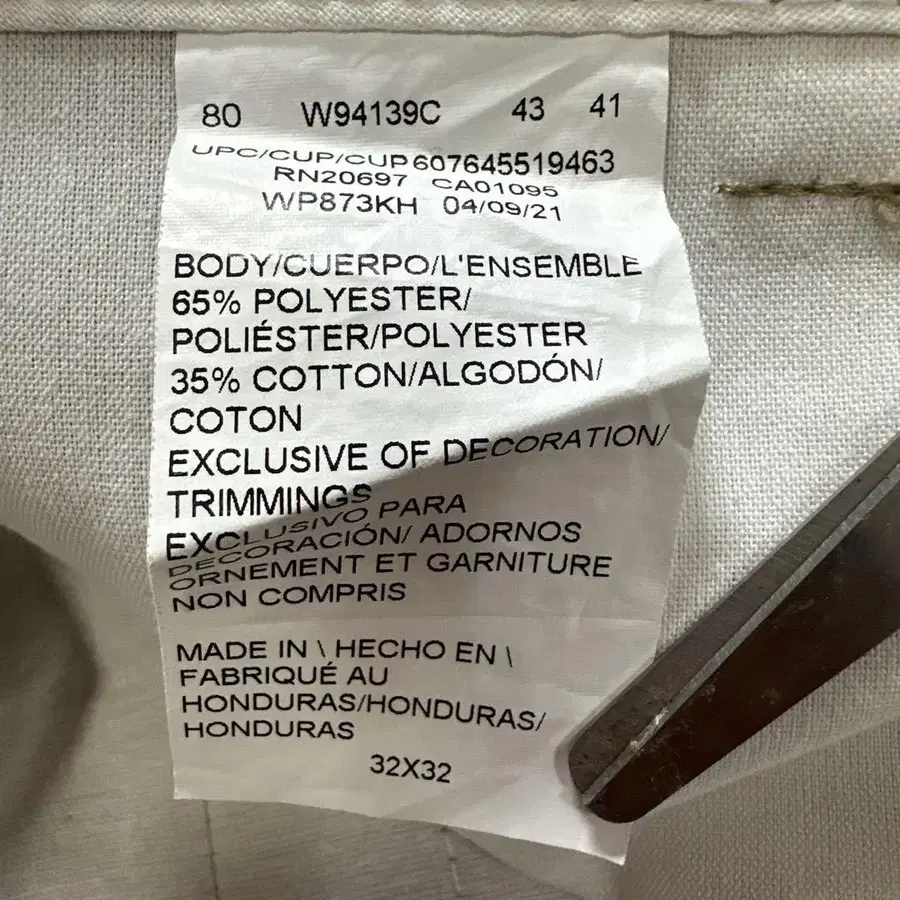 80 W94139C 43 41
UPC/CUP/CUP 607645519463
RN20697 CA01095
WP873KH 04/09/21
BODY/CUERPO/L'ENSEMBLE
65% POLYESTER/
POLIÉSTER/POLYESTER
35% COTTON/ALGODÓN/
COTON
EXCLUSIVE OF DECORATION/
TRIMMINGS
EXCLUSIVO PARA
DECORACIÓN/ ADORNOS
ORNEMENT ET GARNITURE
NON COMPRIS
MADE IN \ HECHO EN \
FABRIQUÉ AU
HONDURAS/HONDURAS/
HONDURAS
32X32